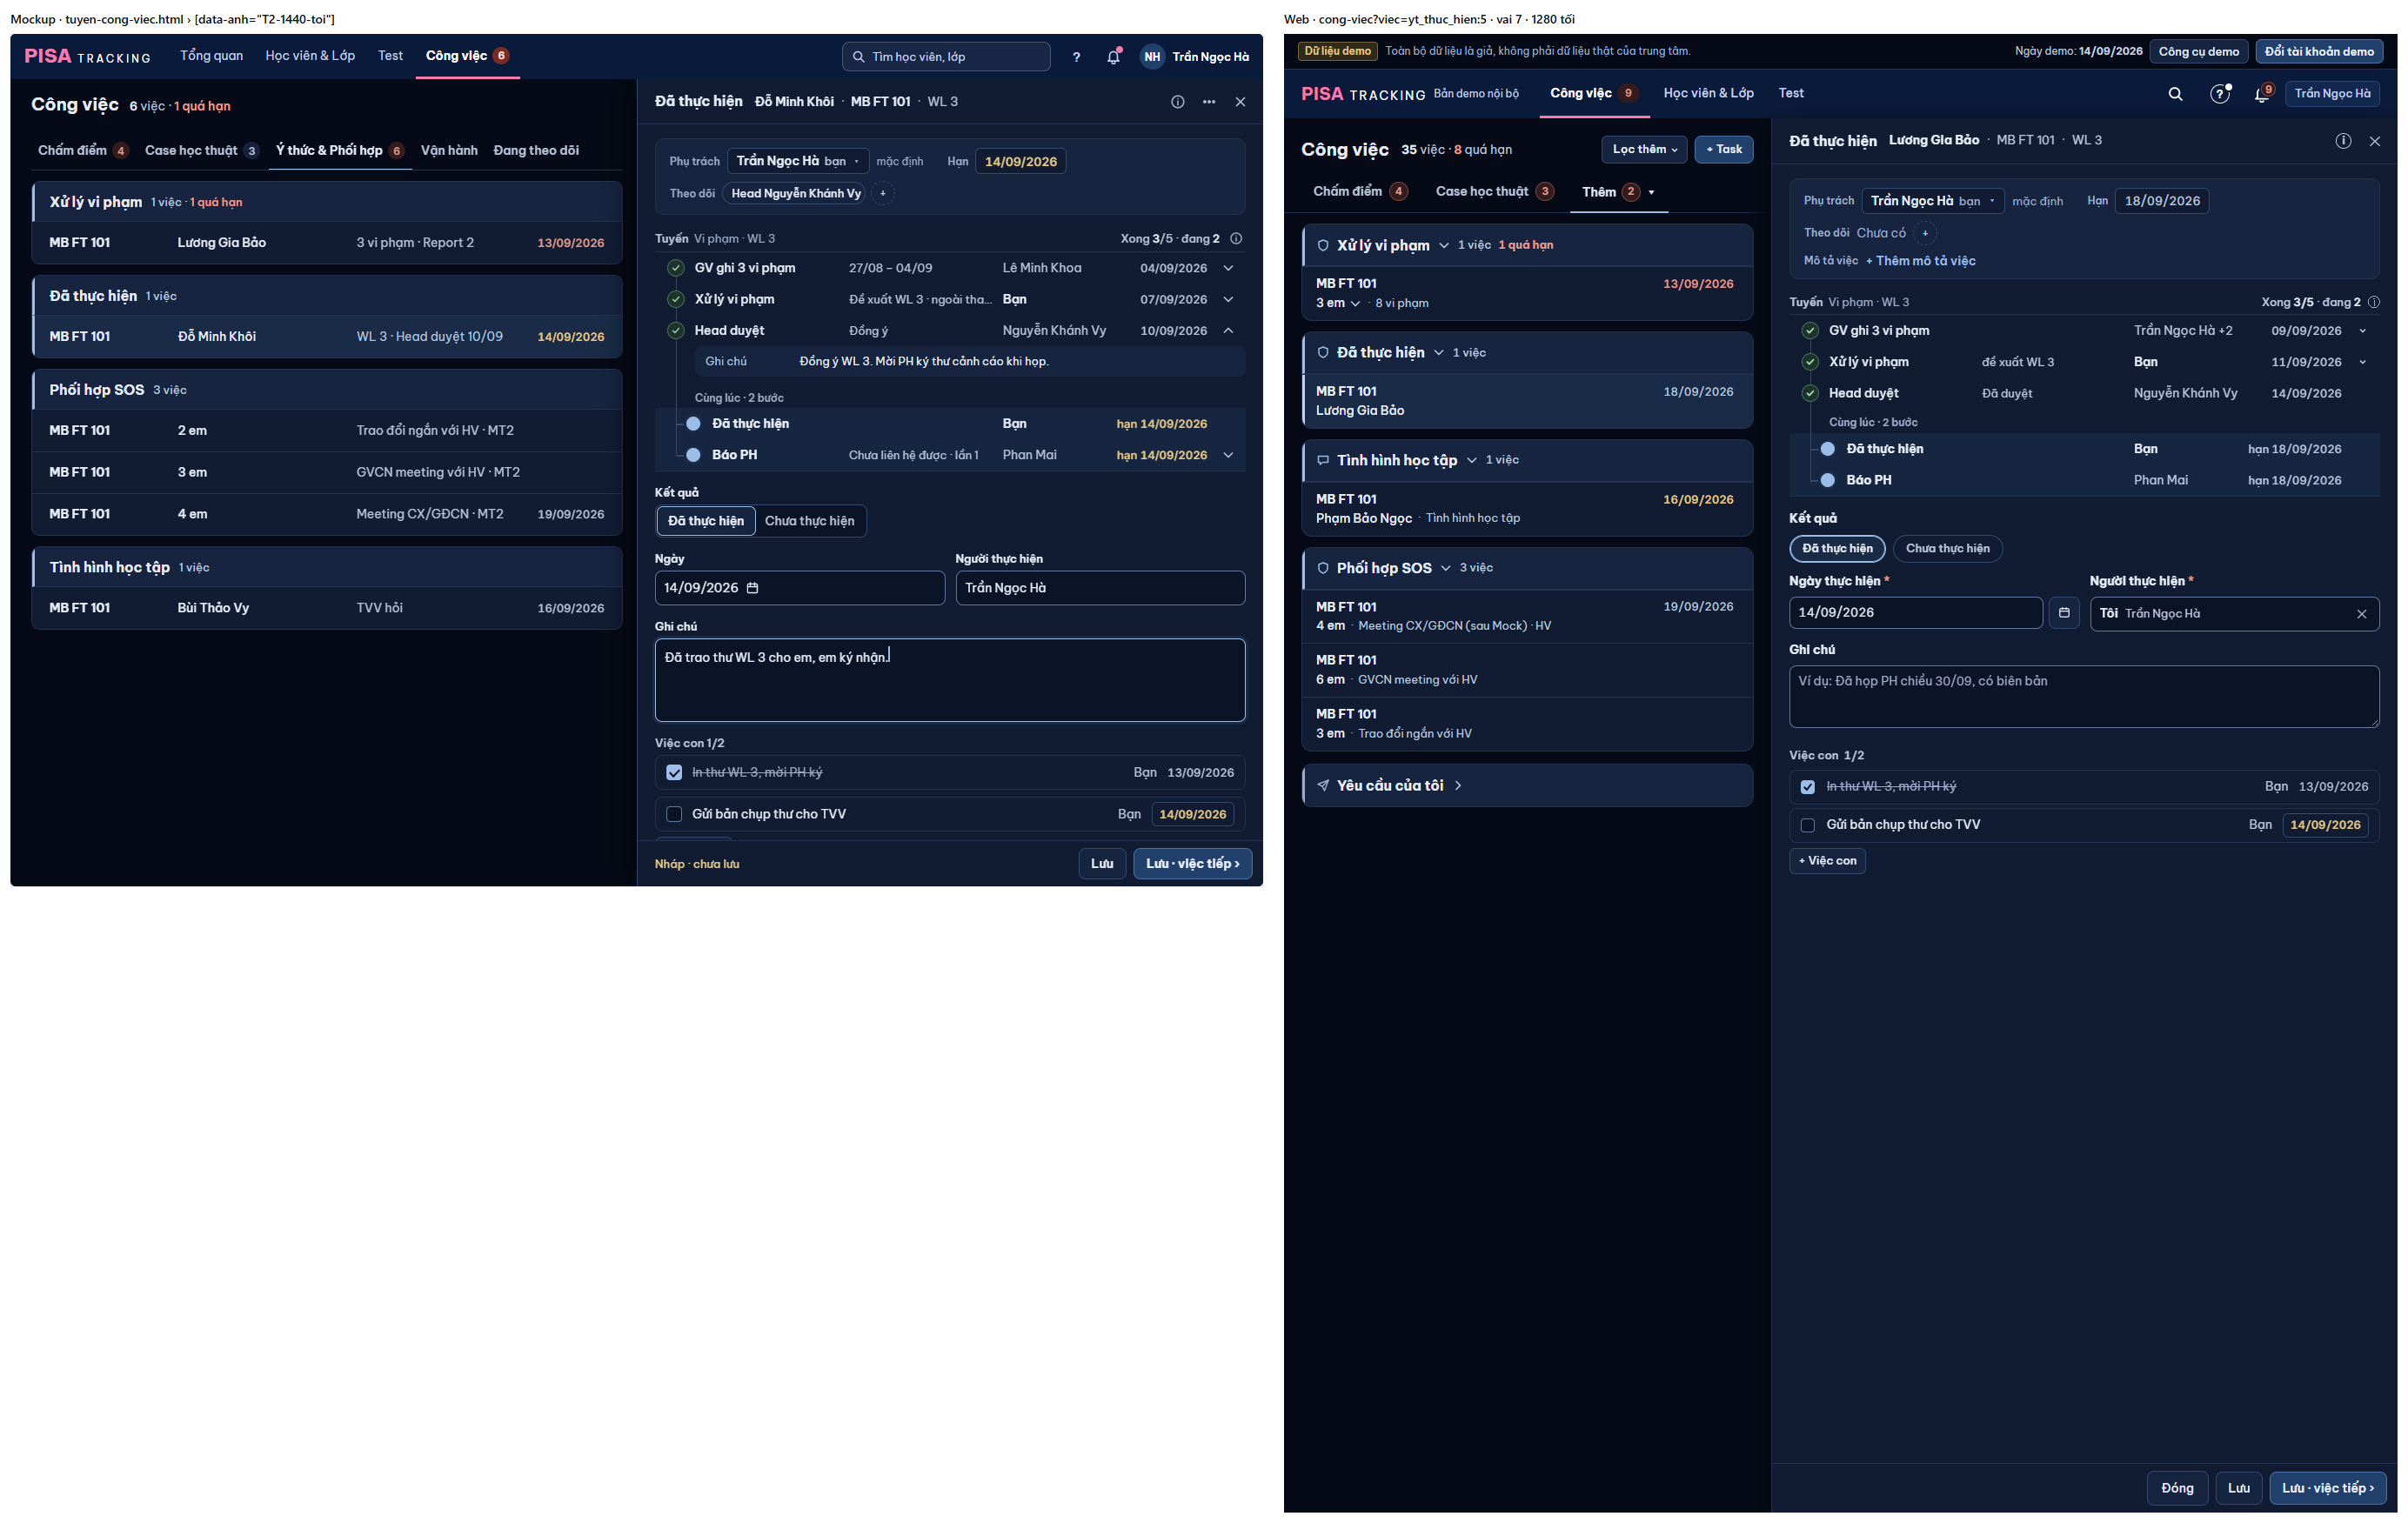 Mockup · tuyen-cong-viec.html › [data-anh="T2-1440-toi"]
PISA TRACKING Tổng quan Học viên & Lớp Test Công việc 6 Tìm học viên, lớp ? NH Trần Ngọc Hà
Công việc 6 việc · 1 quá hạn
Chấm điểm 4 Case học thuật 3 Ý thức & Phối hợp 6 Vận hành Đang theo dõi
Xử lý vi phạm 1 việc · 1 quá hạn
MB FT 101 Lương Gia Bảo 3 vi phạm · Report 2 13/09/2026
Đã thực hiện 1 việc
MB FT 101 Đỗ Minh Khôi WL 3 · Head duyệt 10/09 14/09/2026
Phối hợp SOS 3 việc
MB FT 101 2 em Trao đổi ngắn với HV · MT2
MB FT 101 3 em GVCN meeting với HV · MT2
MB FT 101 4 em Meeting CX/GĐCN · MT2 19/09/2026
Tình hình học tập 1 việc
MB FT 101 Bùi Thảo Vy TVV hỏi 16/09/2026
Đã thực hiện Đỗ Minh Khôi · MB FT 101 · WL 3
Phụ trách Trần Ngọc Hà bạn mặc định Hạn 14/09/2026
Theo dõi Head Nguyễn Khánh Vy +
Tuyến Vi phạm · WL 3 Xong 3/5 · đang 2
GV ghi 3 vi phạm 27/08 – 04/09 Lê Minh Khoa 04/09/2026
Xử lý vi phạm Đề xuất WL 3 · ngoài tha... Bạn 07/09/2026
Head duyệt Đồng ý Nguyễn Khánh Vy 10/09/2026
Ghi chú Đồng ý WL 3. Mời PH ký thư cảnh cáo khi họp.
Cùng lúc · 2 bước
Đã thực hiện Bạn hạn 14/09/2026
Báo PH Chưa liên hệ được · lần 1 Phan Mai hạn 14/09/2026
Kết quả
Đã thực hiện Chưa thực hiện
Ngày Người thực hiện
14/09/2026 Trần Ngọc Hà
Ghi chú
Đã trao thư WL 3 cho em, em ký nhận.
Việc con 1/2
In thư WL 3, mời PH ký Bạn 13/09/2026
Gửi bản chụp thư cho TVV Bạn 14/09/2026
Nháp · chưa lưu Lưu Lưu · việc tiếp ›
Web · cong-viec?viec=yt_thuc_hien:5 · vai 7 · 1280 tối
Dữ liệu demo Toàn bộ dữ liệu là giả, không phải dữ liệu thật của trung tâm. Ngày demo: 14/09/2026 Công cụ demo Đổi tài khoản demo
PISA TRACKING Bản demo nội bộ Công việc 9 Học viên & Lớp Test ? 9 Trần Ngọc Hà
Công việc 35 việc · 8 quá hạn Lọc thêm + Task
Chấm điểm 4 Case học thuật 3 Thêm 2
Xử lý vi phạm 1 việc 1 quá hạn
MB FT 101 13/09/2026
3 em · 8 vi phạm
Đã thực hiện 1 việc
MB FT 101 18/09/2026
Lương Gia Bảo
Tình hình học tập 1 việc
MB FT 101 16/09/2026
Phạm Bảo Ngọc · Tình hình học tập
Phối hợp SOS 3 việc
MB FT 101 19/09/2026
4 em · Meeting CX/GĐCN (sau Mock) · HV
MB FT 101
6 em · GVCN meeting với HV
MB FT 101
3 em · Trao đổi ngắn với HV
Yêu cầu của tôi
Đã thực hiện Lương Gia Bảo · MB FT 101 · WL 3
Phụ trách Trần Ngọc Hà bạn mặc định Hạn 18/09/2026
Theo dõi Chưa có +
Mô tả việc + Thêm mô tả việc
Tuyến Vi phạm · WL 3 Xong 3/5 · đang 2
GV ghi 3 vi phạm Trần Ngọc Hà +2 09/09/2026
Xử lý vi phạm đề xuất WL 3 Bạn 11/09/2026
Head duyệt Đã duyệt Nguyễn Khánh Vy 14/09/2026
Cùng lúc · 2 bước
Đã thực hiện Bạn hạn 18/09/2026
Báo PH Phan Mai hạn 18/09/2026
Kết quả
Đã thực hiện Chưa thực hiện
Ngày thực hiện * Người thực hiện *
14/09/2026 Tôi Trần Ngọc Hà
Ghi chú
Ví dụ: Đã họp PH chiều 30/09, có biên bản
Việc con 1/2
In thư WL 3, mời PH ký Bạn 13/09/2026
Gửi bản chụp thư cho TVV Bạn 14/09/2026
+ Việc con
Đóng Lưu Lưu · việc tiếp ›